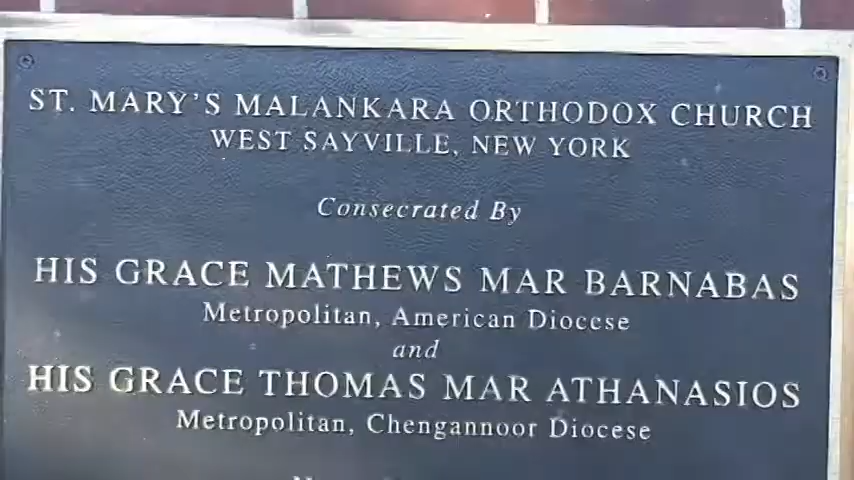 ST. MARY'S MALANKARA ORTHODOX CHURCH
WEST SAYVILLE, NEW YORK
Consecrated By
HIS GRACE MATHEWS MAR BARNABAS
Metropolitan, American Diocese
and
HIS GRACE THOMAS MAR ATHANASIOS
Metropolitan, Chengannoor Diocese